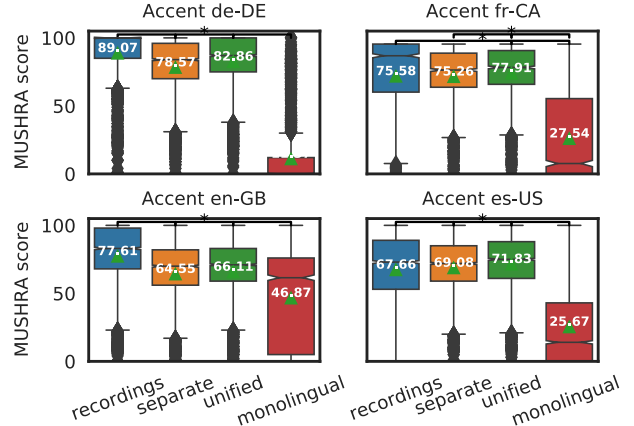 Accent de-DE
Accent fr-CA
MUSHRA score
100
50
0
*
89.07
78.57
82.86
*
*
75.58
75.26
77.91
27.54
Accent en-GB
Accent es-US
MUSHRA score
100
50
0
*
77.61
64.55
66.11
46.87
*
67.66
69.08
71.83
25.67
recordings
separate
unified
monolingual
recordings
separate
unified
monolingual